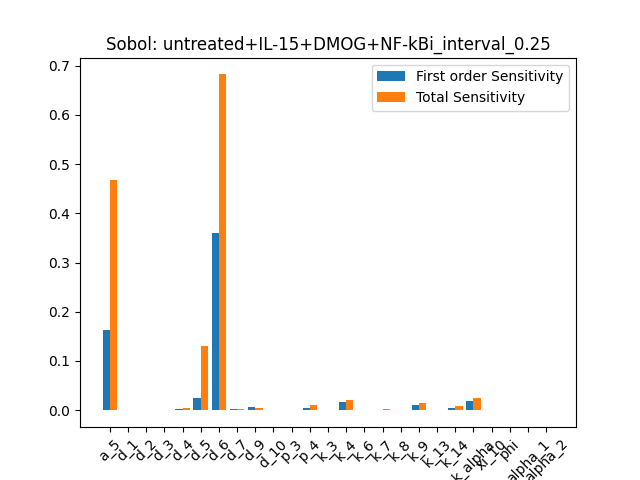 Sobol: untreated+IL-15+DMOG+NF-kBi_interval_0.25
First order Sensitivity
Total Sensitivity
0.7
0.6
0.5
0.4
0.3
0.2
0.1
0.0
a_5
d_1
d_2
d_3
d_4
d_5
d_6
d_7
d_9
d_10
p_3
p_4
k_3
k_4
k_6
k_7
k_8
k_9
k_13
k_14
k_alpha
xi_10
phi
alpha_1
alpha_2